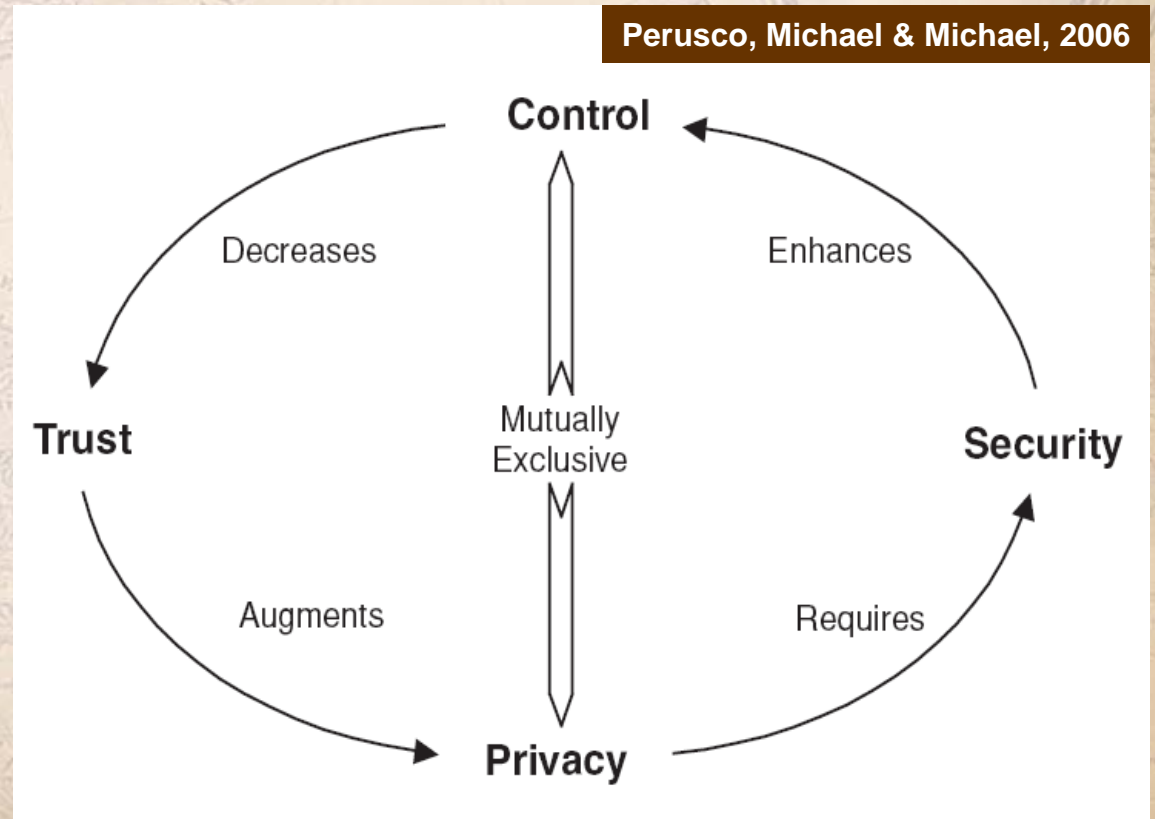 Perusco, Michael & Michael, 2006
Control
Decreases
Enhances
Mutually
Exclusive
Trust
Security
Augments
Requires
Privacy